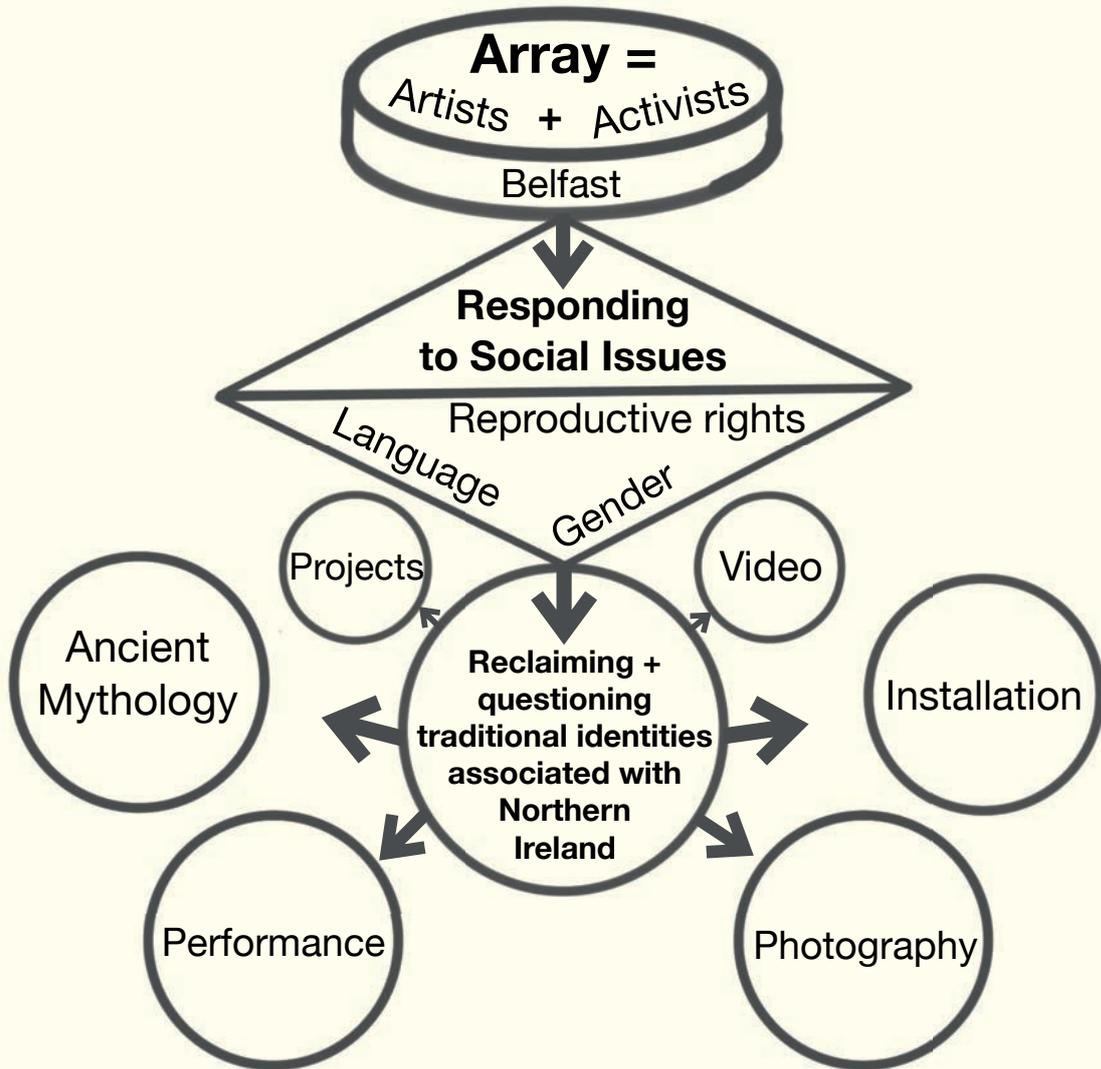 Array =
Artists + Activists
Belfast
Responding
to Social Issues
Reproductive rights
Language
Gender
Projects
Video
Ancient
Mythology
Reclaiming +
questioning
traditional identities
associated with
Northern
Ireland
Installation
Performance
Photography